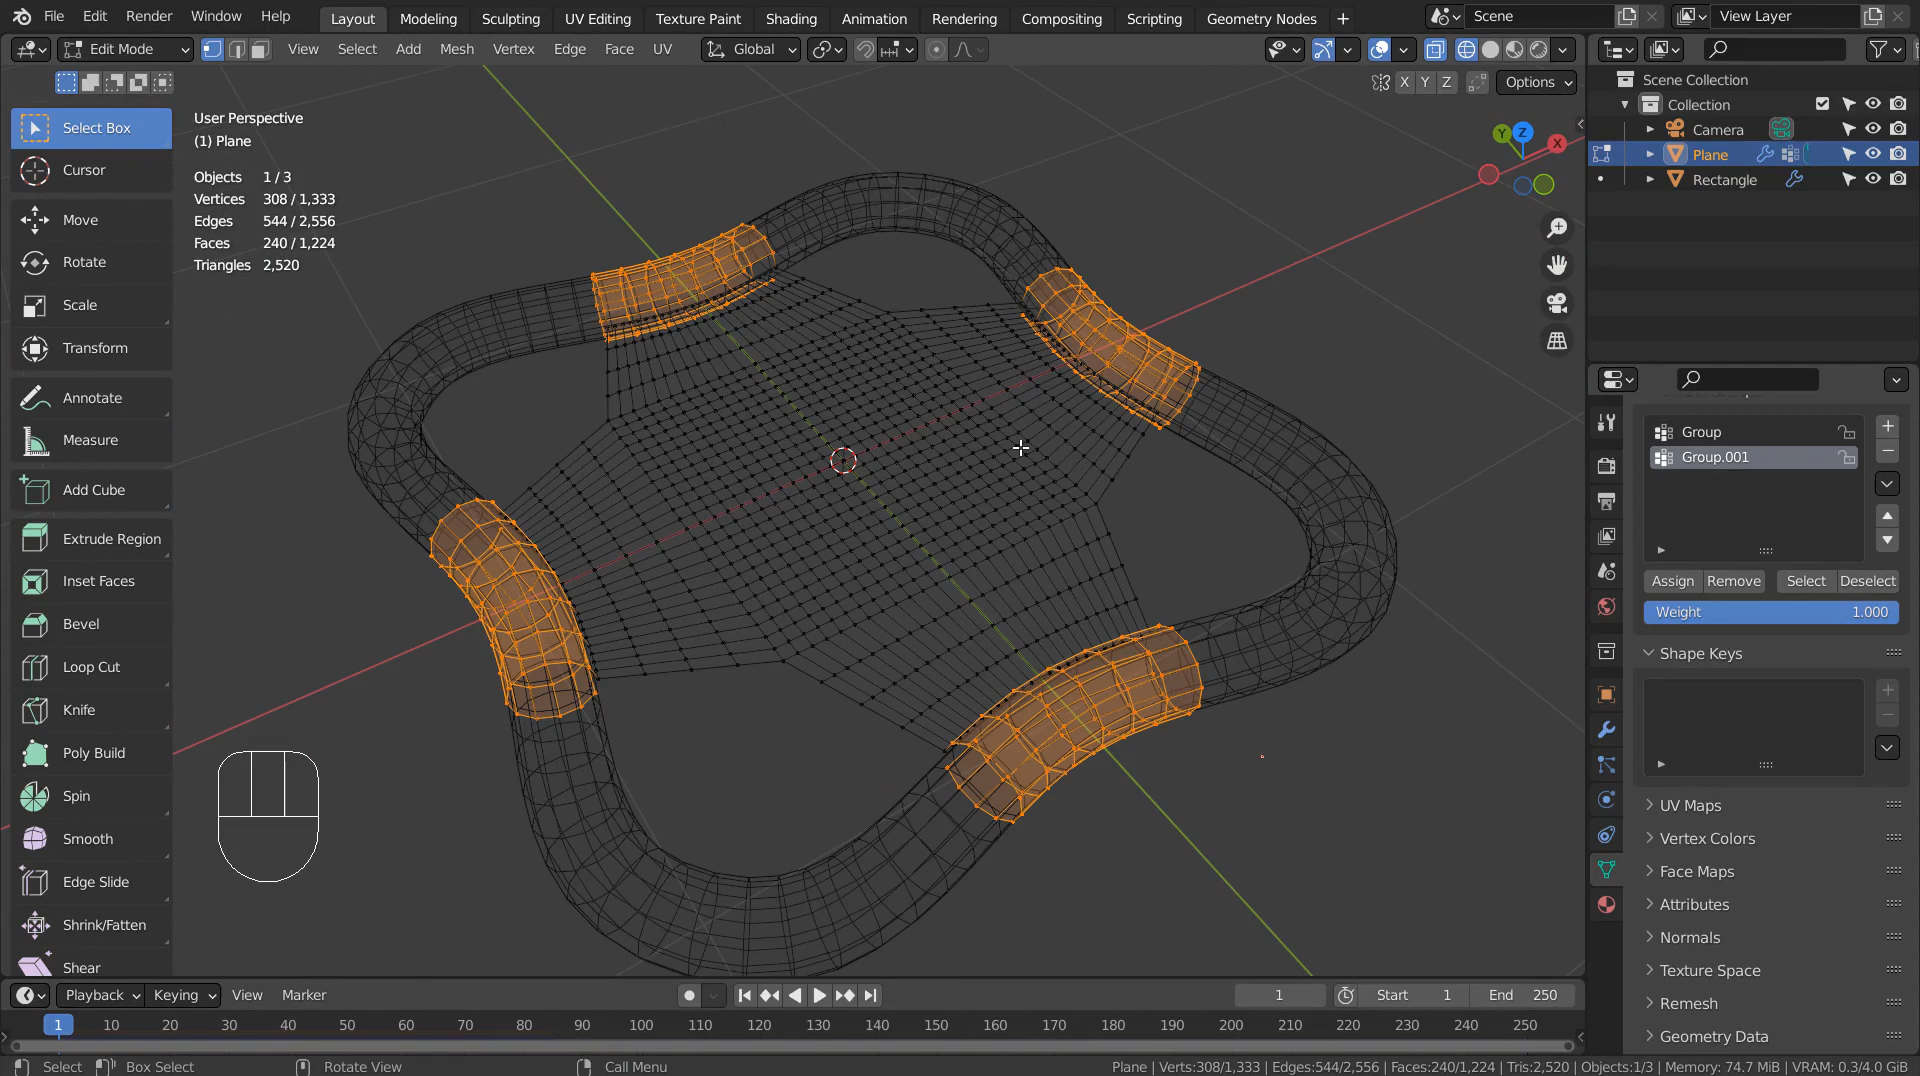 File Edit Render Window Help Layout Modeling Sculpting UV Editing Texture Paint Shading Animation Rendering Compositing Scripting Geometry Nodes + Scene View Layer
Edit Mode View Select Add Mesh Vertex Edge Face UV Global
X Y Z Options
Select Box
Cursor
Move
Rotate
Scale
Transform
Annotate
Measure
Add Cube
Extrude Region
Inset Faces
Bevel
Loop Cut
Knife
Poly Build
Spin
Smooth
Edge Slide
Shrink/Fatten
Shear
User Perspective
(1) Plane
Objects 1 / 3
Vertices 308 / 1,333
Edges 544 / 2,556
Faces 240 / 1,224
Triangles 2,520
Y Z X
Scene Collection
Collection
Camera
Plane
Rectangle
Group
Group.001
Assign Remove Select Deselect
Weight 1.000
Shape Keys
UV Maps
Vertex Colors
Face Maps
Attributes
Normals
Texture Space
Remesh
Geometry Data
Playback Keying View Marker 1 Start 1 End 250
1 10 20 30 40 50 60 70 80 90 100 110 120 130 140 150 160 170 180 190 200 210 220 230 240 250
Select Box Select Rotate View Call Menu Plane | Verts:308/1,333 | Edges:544/2,556 | Faces:240/1,224 | Tris:2,520 | Objects:1/3 | Memory: 74.7 MiB | VRAM: 0.3/4.0 GiB